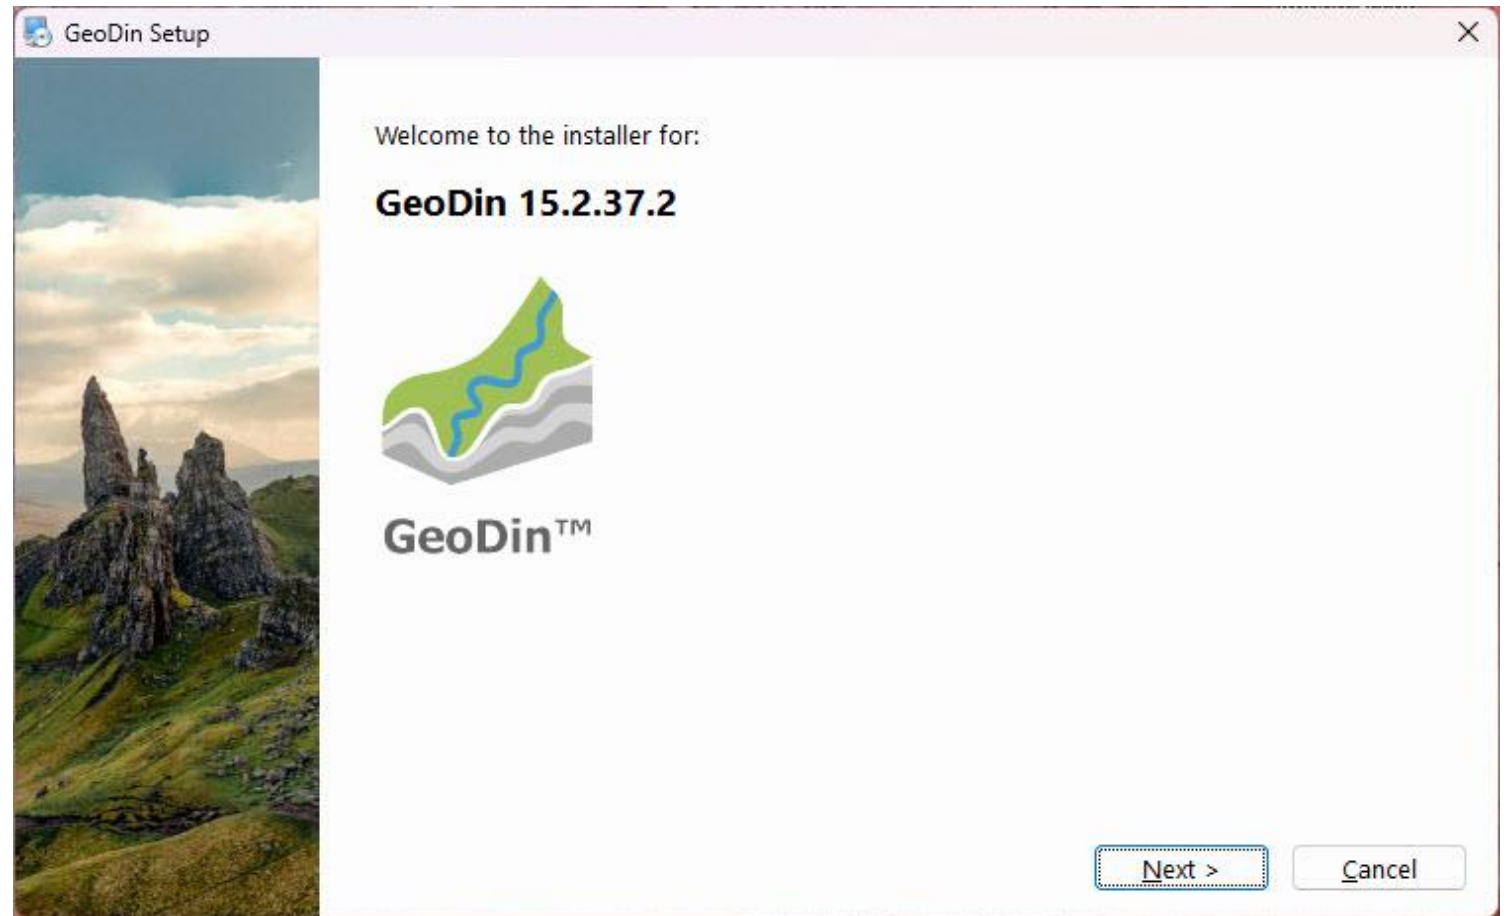 GeoDin Setup
Welcome to the installer for:
GeoDin 15.2.37.2
GeoDin™
Next >
Cancel